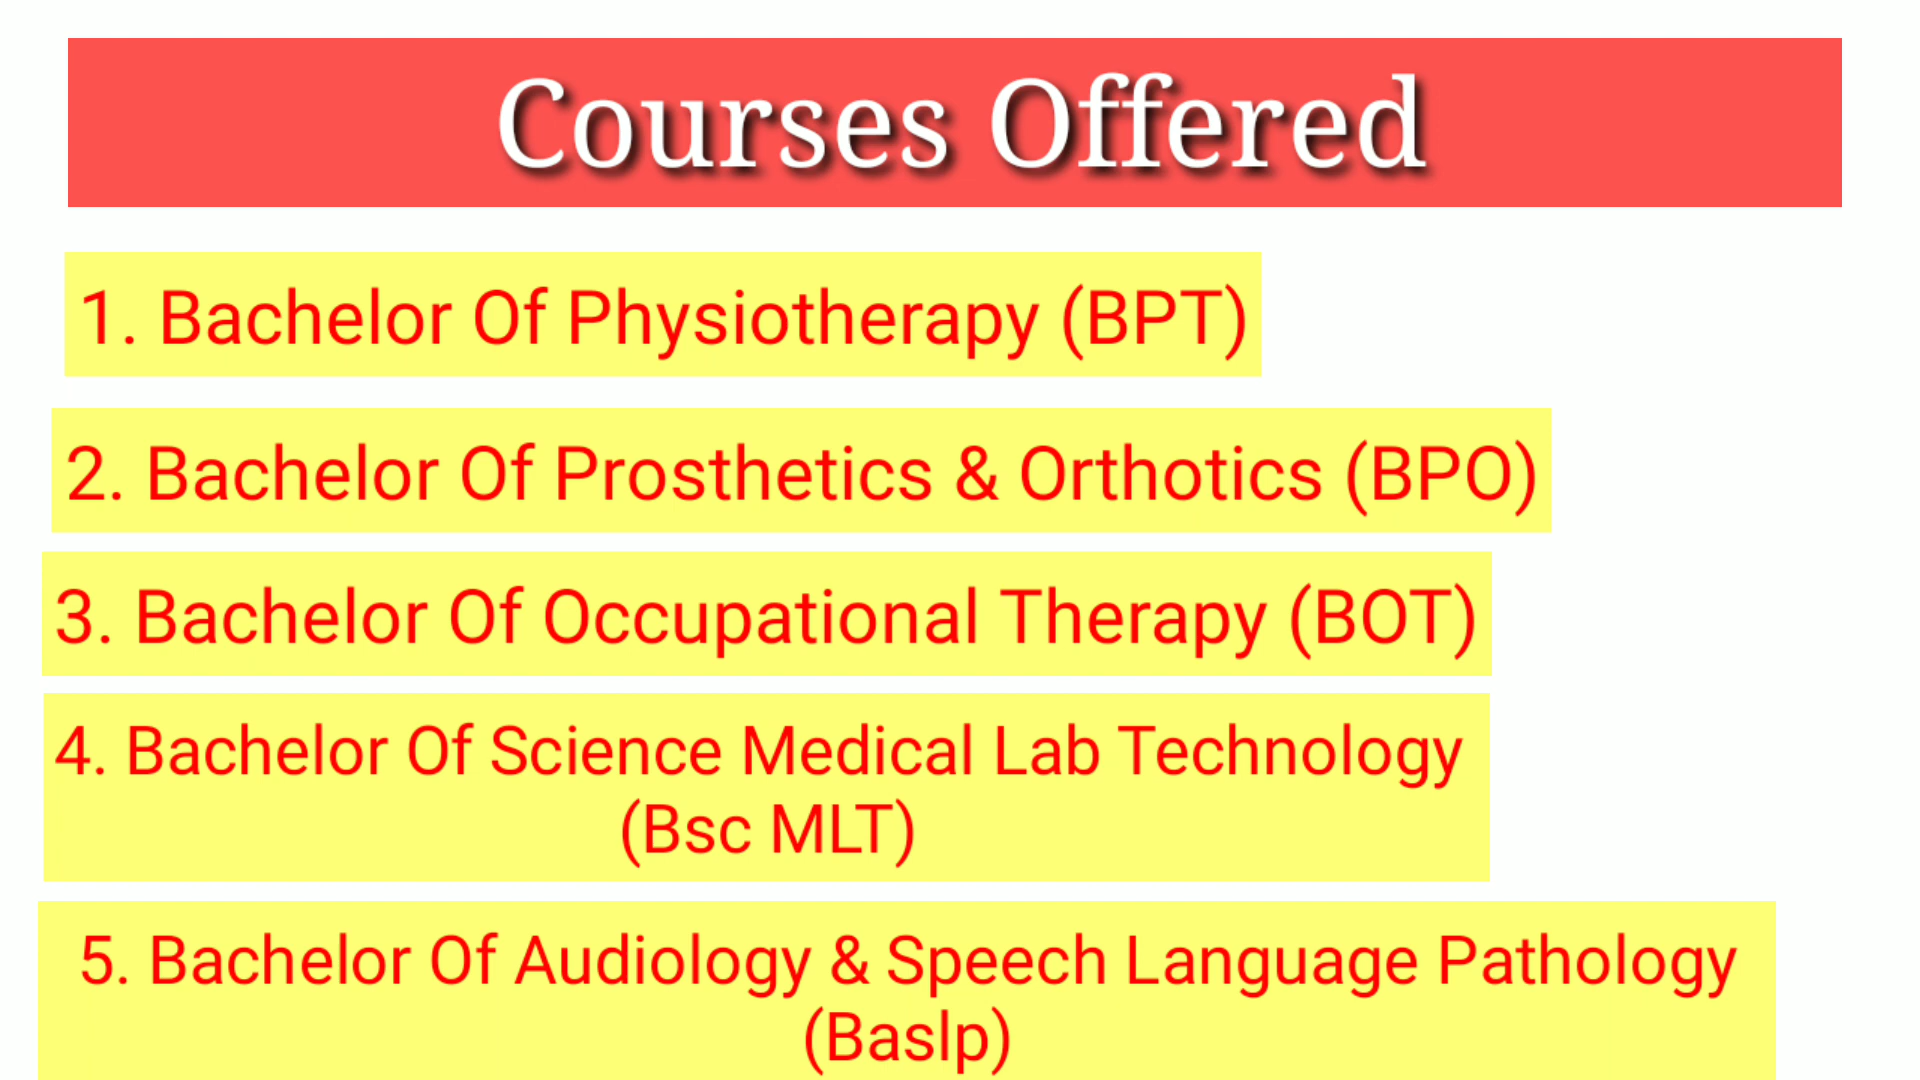 Courses Offered
1. Bachelor Of Physiotherapy (BPT)
2. Bachelor Of Prosthetics & Orthotics (BPO)
3. Bachelor Of Occupational Therapy (BOT)
4. Bachelor Of Science Medical Lab Technology
(Bsc MLT)
5. Bachelor Of Audiology & Speech Language Pathology
(Baslp)